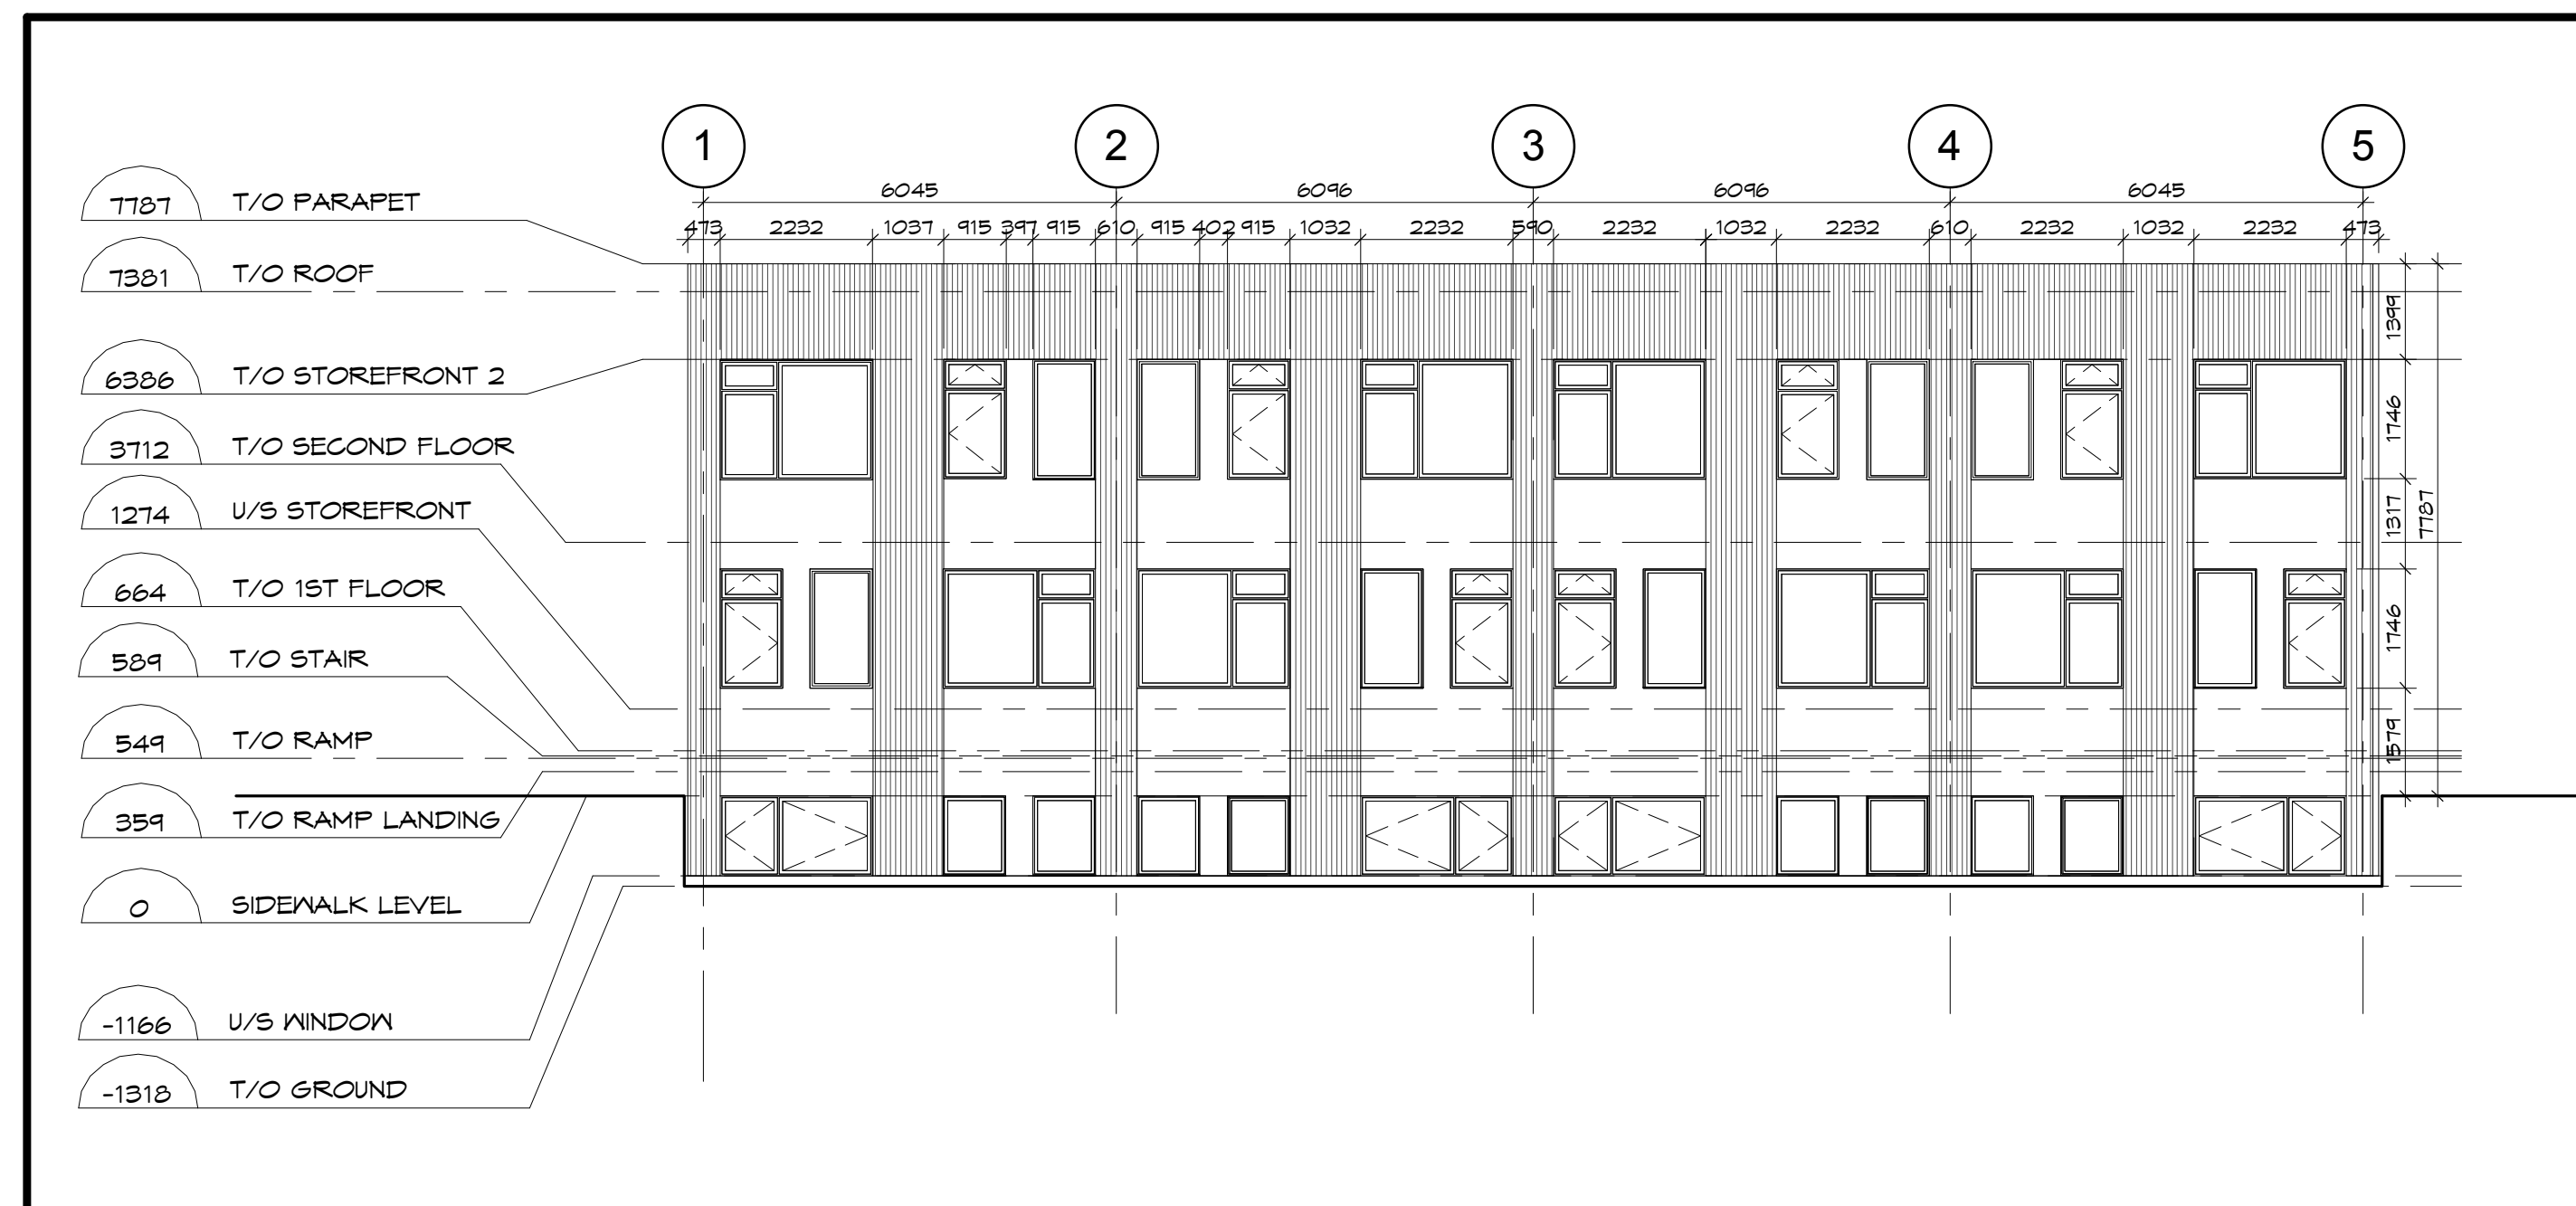 1 2 3 4 5
6045 6096 6096 6045
473 2232 1037 915 397 915 610 915 402 915 1032 2232 590 2232 1032 2232 610 2232 1032 2232 473
7787 T/O PARAPET
7381 T/O ROOF
6386 T/O STOREFRONT 2
3712 T/O SECOND FLOOR
1274 U/S STOREFRONT
664 T/O 1ST FLOOR
589 T/O STAIR
549 T/O RAMP
359 T/O RAMP LANDING
0 SIDEWALK LEVEL
-1166 U/S WINDOW
-1318 T/O GROUND
1399
1746
1317
1746
1579
7787